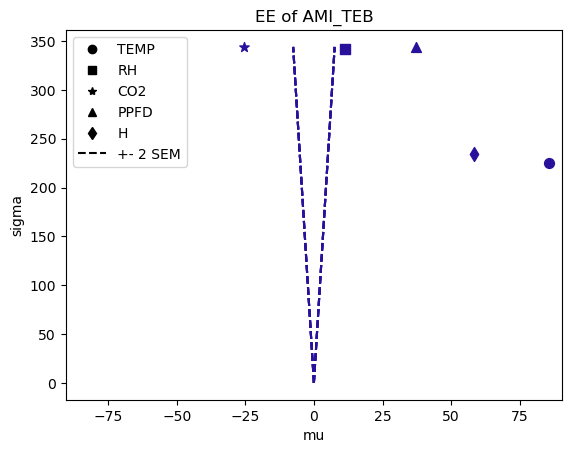 EE of AMI_TEB
350
300
250
200
150
100
50
0
sigma
TEMP
RH
CO2
PPFD
H
+- 2 SEM
−75
−50
−25
0
25
50
75
mu